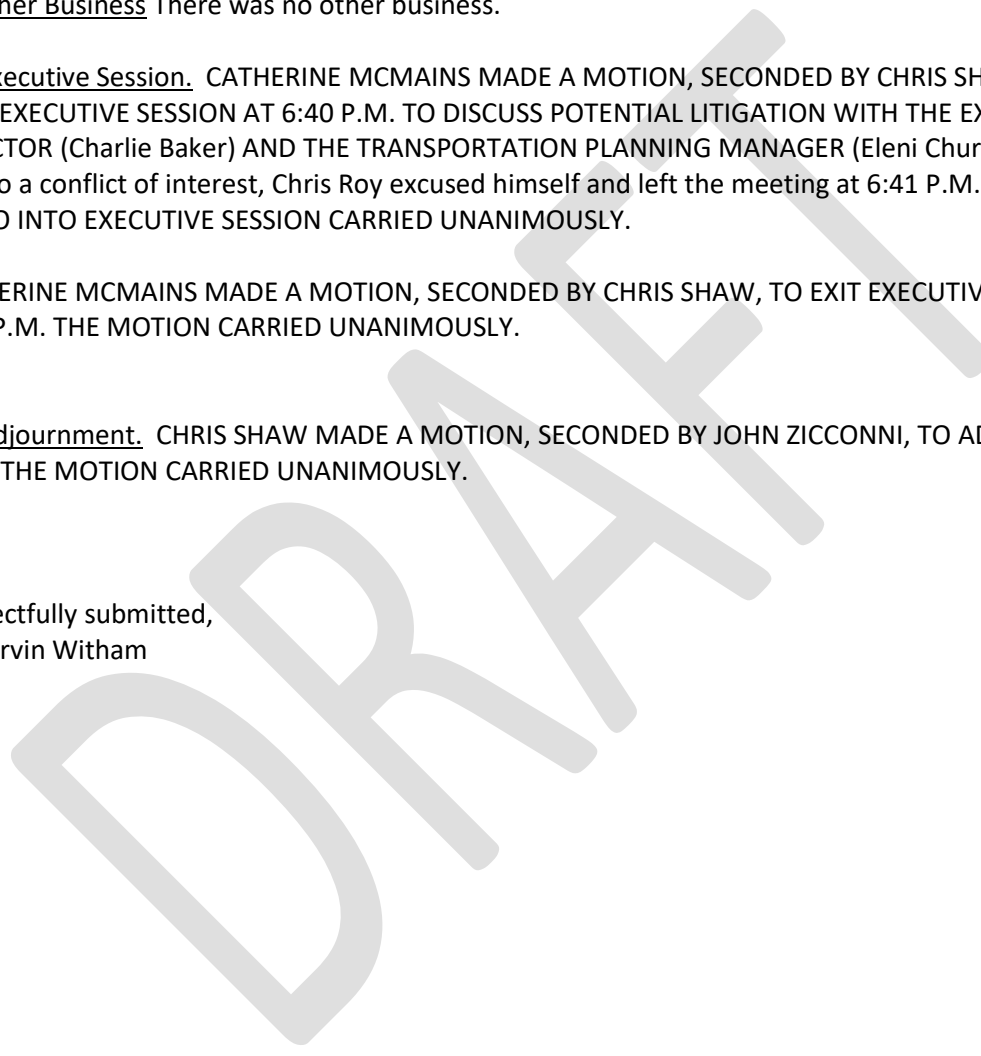 her Business There was no other business.
xecutive Session. CATHERINE MCMAINS MADE A MOTION, SECONDED BY CHRIS SH
EXECUTIVE SESSION AT 6:40 P.M. TO DISCUSS POTENTIAL LITIGATION WITH THE EX
CTOR (Charlie Baker) AND THE TRANSPORTATION PLANNING MANAGER (Eleni Chur
o a conflict of interest, Chris Roy excused himself and left the meeting at 6:41 P.M.
O INTO EXECUTIVE SESSION CARRIED UNANIMOUSLY.
ERINE MCMAINS MADE A MOTION, SECONDED BY CHRIS SHAW, TO EXIT EXECUTIV
P.M. THE MOTION CARRIED UNANIMOUSLY.
djournment. CHRIS SHAW MADE A MOTION, SECONDED BY JOHN ZICCONNI, TO AD
THE MOTION CARRIED UNANIMOUSLY.
ectfully submitted,
rvin Witham
DRAFT